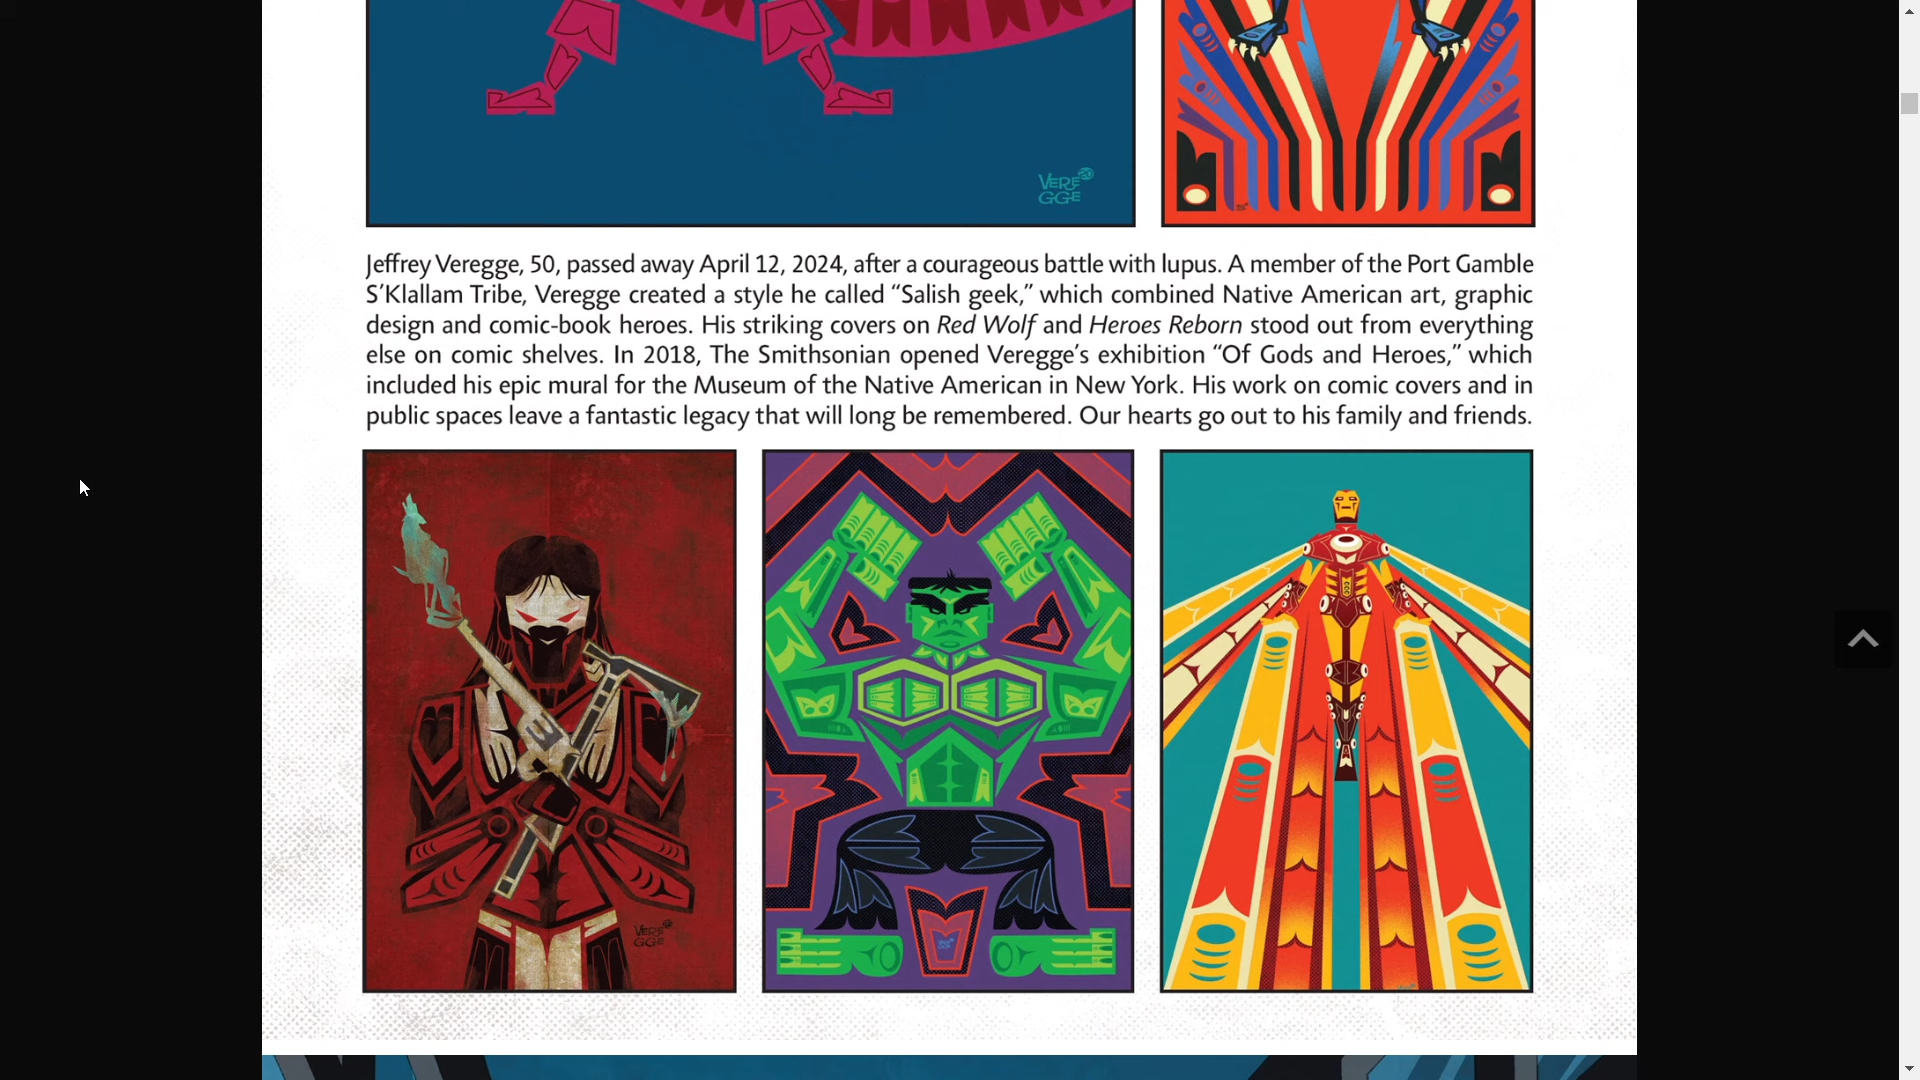 VERE
GGE
20
Jeffrey Veregge, 50, passed away April 12, 2024, after a courageous battle with lupus. A member of the Port Gamble
S’Klallam Tribe, Veregge created a style he called “Salish geek,” which combined Native American art, graphic
design and comic-book heroes. His striking covers on Red Wolf and Heroes Reborn stood out from everything
else on comic shelves. In 2018, The Smithsonian opened Veregge’s exhibition “Of Gods and Heroes,” which
included his epic mural for the Museum of the Native American in New York. His work on comic covers and in
public spaces leave a fantastic legacy that will long be remembered. Our hearts go out to his family and friends.
VERE
GGE